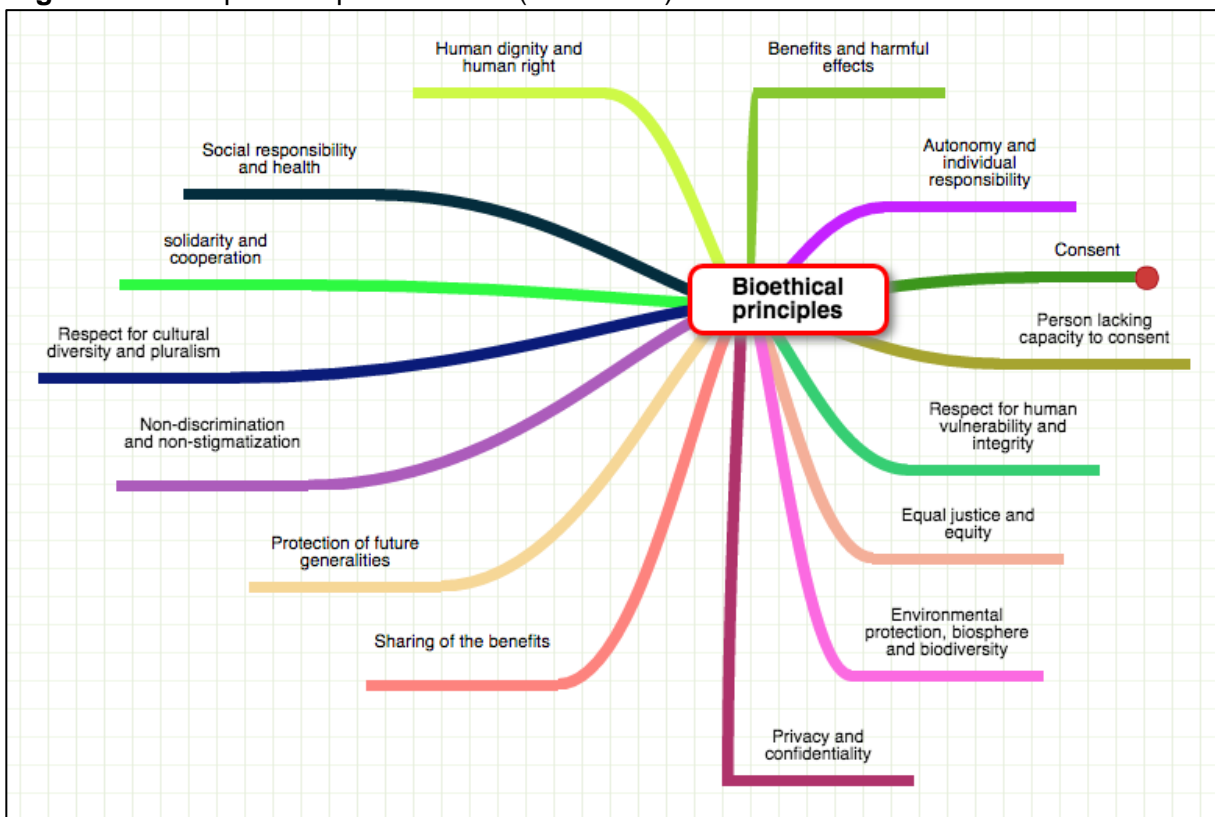 Human dignity and
human right
Benefits and harmful
effects
Social responsibility
and health
Autonomy and
individual
responsibility
solidarity and
cooperation
Consent
Bioethical
principles
Respect for cultural
diversity and pluralism
Person lacking
capacity to consent
Non-discrimination
and non-stigmatization
Respect for human
vulnerability and
integrity
Equal justice and
equity
Protection of future
generalities
Environmental
protection, biosphere
and biodiversity
Sharing of the benefits
Privacy and
confidentiality